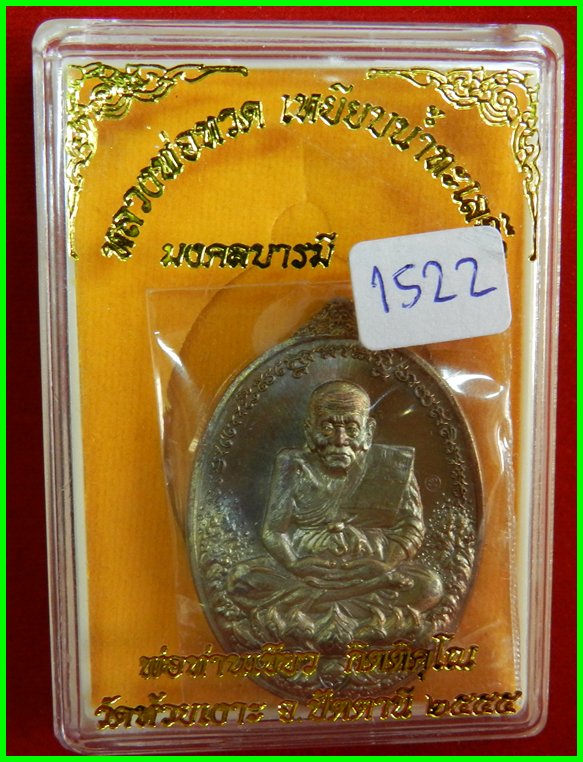 หลวงพ่อทวด เหยียบน้ำทะเลจืด
มงคลบารมี
1522
พ่อท่านเขียว กิตติคุโณ
วัดห้วยเงาะ จ.ปัตตานี ๒๕๕๕